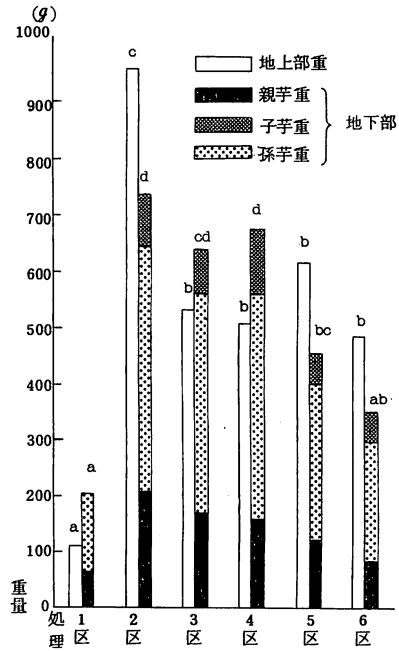 (g)
1000
900
800
700
600
500
400
300
200
100
0
重量
地上部重
親芋重
子芋重
孫芋重
地下部
a
a
c
d
b
cd
b
d
b
bc
b
ab
処理
1区
2区
3区
4区
5区
6区